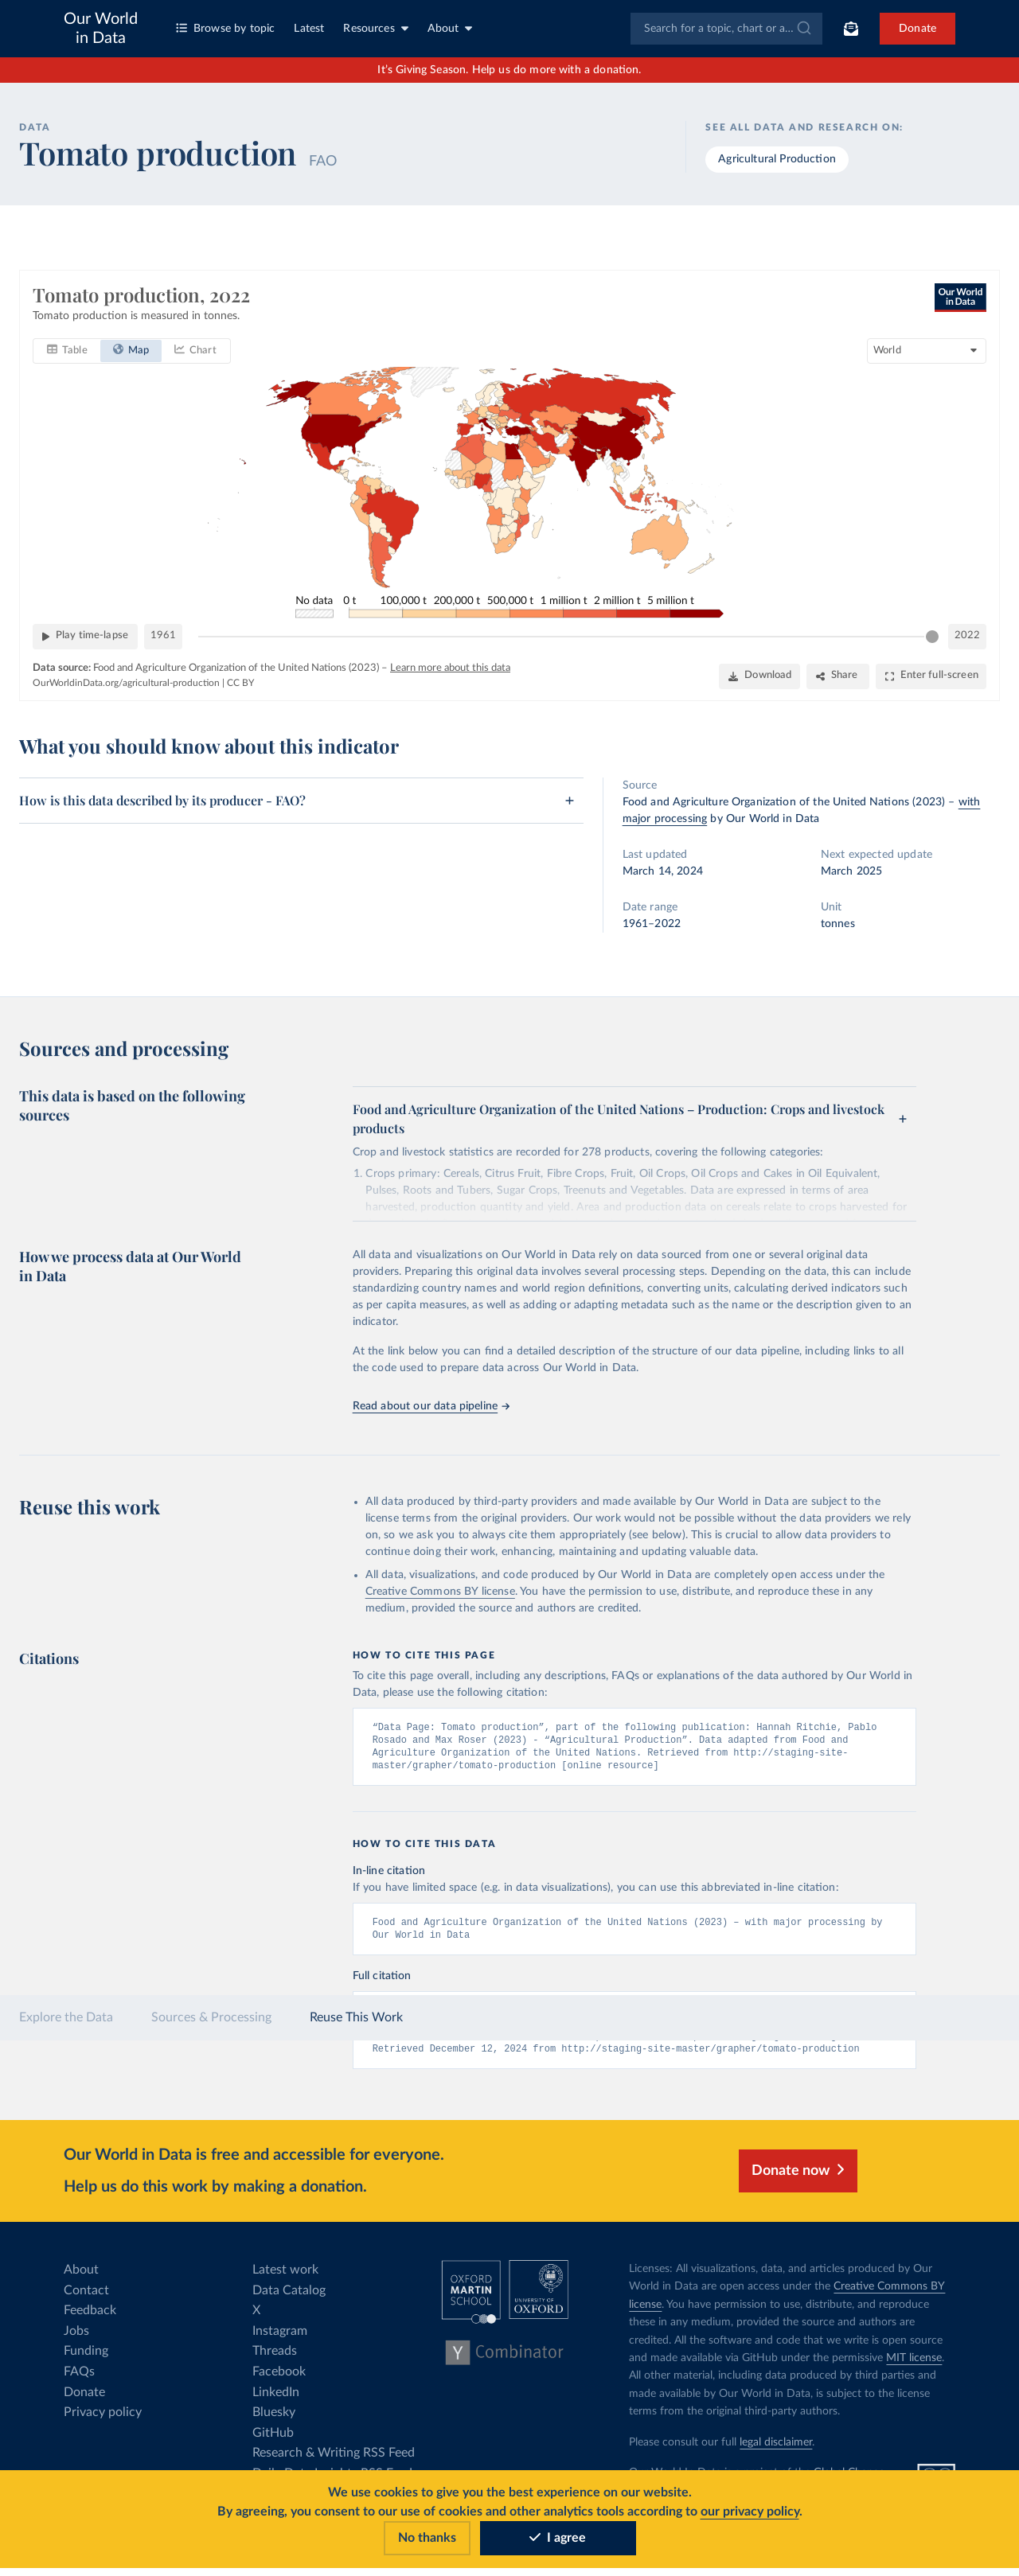 Our World
in Data
Browse by topic
Latest
Resources
About
Search for a topic, chart or a...
Donate
It's Giving Season. Help us do more with a donation.
DATA
Tomato production FAO
SEE ALL DATA AND RESEARCH ON:
Agricultural Production
Tomato production, 2022
Tomato production is measured in tonnes.
Our World
in Data
Table
Map
Chart
World
No data
0 t
100,000 t
200,000 t
500,000 t
1 million t
2 million t
5 million t
Play time-lapse
1961
2022
Data source: Food and Agriculture Organization of the United Nations (2023) – Learn more about this data
OurWorldinData.org/agricultural-production | CC BY
Download
Share
Enter full-screen
What you should know about this indicator
How is this data described by its producer - FAO?
Source
Food and Agriculture Organization of the United Nations (2023) – with
major processing by Our World in Data
Last updated
March 14, 2024
Next expected update
March 2025
Date range
1961–2022
Unit
tonnes
Sources and processing
This data is based on the following
sources
Food and Agriculture Organization of the United Nations – Production: Crops and livestock
products
Crop and livestock statistics are recorded for 278 products, covering the following categories:
1. Crops primary: Cereals, Citrus Fruit, Fibre Crops, Fruit, Oil Crops, Oil Crops and Cakes in Oil Equivalent,
Pulses, Roots and Tubers, Sugar Crops, Treenuts and Vegetables. Data are expressed in terms of area
harvested, production quantity and yield. Area and production data on cereals relate to crops harvested for
How we process data at Our World
in Data
All data and visualizations on Our World in Data rely on data sourced from one or several original data
providers. Preparing this original data involves several processing steps. Depending on the data, this can include
standardizing country names and world region definitions, converting units, calculating derived indicators such
as per capita measures, as well as adding or adapting metadata such as the name or the description given to an
indicator.
At the link below you can find a detailed description of the structure of our data pipeline, including links to all
the code used to prepare data across Our World in Data.
Read about our data pipeline
Reuse this work
• All data produced by third-party providers and made available by Our World in Data are subject to the
license terms from the original providers. Our work would not be possible without the data providers we rely
on, so we ask you to always cite them appropriately (see below). This is crucial to allow data providers to
continue doing their work, enhancing, maintaining and updating valuable data.
• All data, visualizations, and code produced by Our World in Data are completely open access under the
Creative Commons BY license. You have the permission to use, distribute, and reproduce these in any
medium, provided the source and authors are credited.
Citations
HOW TO CITE THIS PAGE
To cite this page overall, including any descriptions, FAQs or explanations of the data authored by Our World in
Data, please use the following citation:
“Data Page: Tomato production”, part of the following publication: Hannah Ritchie, Pablo
Rosado and Max Roser (2023) - “Agricultural Production”. Data adapted from Food and
Agriculture Organization of the United Nations. Retrieved from http://staging-site-
master/grapher/tomato-production [online resource]
HOW TO CITE THIS DATA
In-line citation
If you have limited space (e.g. in data visualizations), you can use this abbreviated in-line citation:
Food and Agriculture Organization of the United Nations (2023) – with major processing by
Our World in Data
Full citation
Explore the Data
Sources & Processing
Reuse This Work
Retrieved December 12, 2024 from http://staging-site-master/grapher/tomato-production
Our World in Data is free and accessible for everyone.
Help us do this work by making a donation.
Donate now
About
Contact
Feedback
Jobs
Funding
FAQs
Donate
Privacy policy
Latest work
Data Catalog
X
Instagram
Threads
Facebook
LinkedIn
Bluesky
GitHub
Research & Writing RSS Feed
OXFORD
MARTIN
SCHOOL
UNIVERSITY OF
OXFORD
Y Combinator
Licenses: All visualizations, data, and articles produced by Our
World in Data are open access under the Creative Commons BY
license. You have permission to use, distribute, and reproduce
these in any medium, provided the source and authors are
credited. All the software and code that we write is open source
and made available via GitHub under the permissive MIT license.
All other material, including data produced by third parties and
made available by Our World in Data, is subject to the license
terms from the original third-party authors.
Please consult our full legal disclaimer.
We use cookies to give you the best experience on our website.
By agreeing, you consent to our use of cookies and other analytics tools according to our privacy policy.
No thanks
I agree